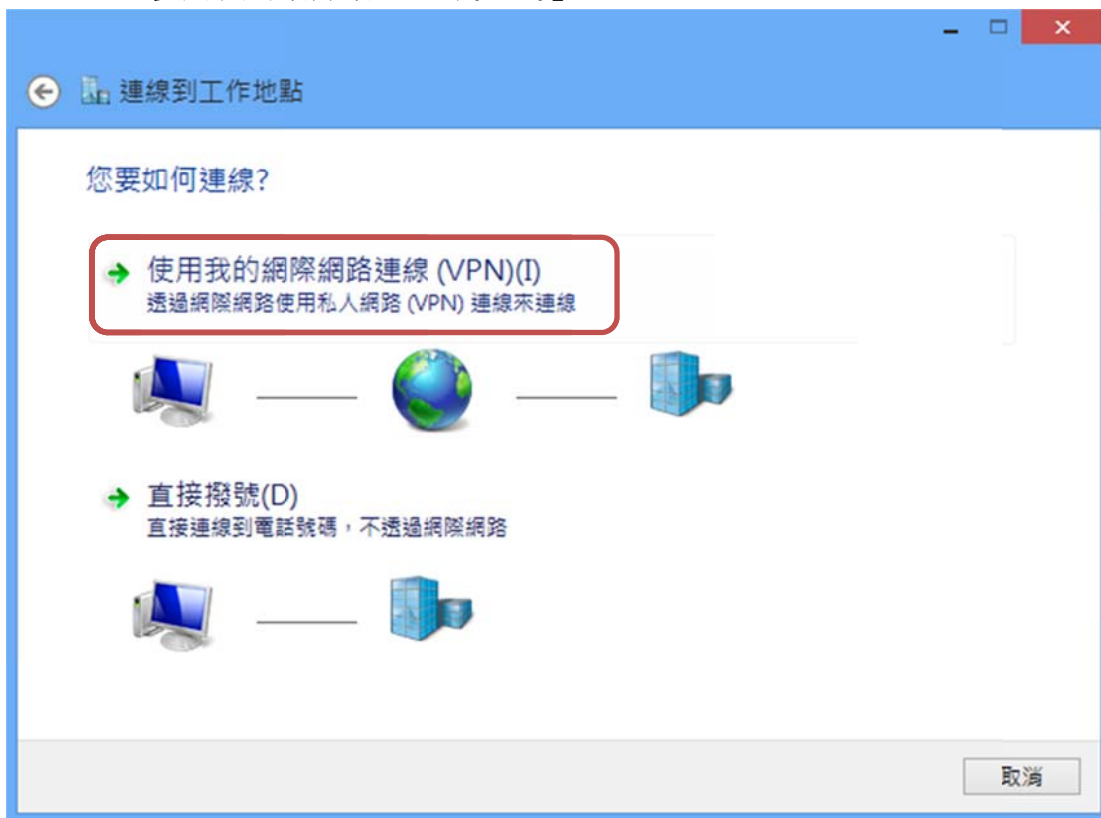 連線到工作地點
您要如何連線?
使用我的網際網路連線 (VPN)(I)
透過網際網路使用私人網路 (VPN) 連線來連線
直接撥號(D)
直接連線到電話號碼，不透過網際網路
取消